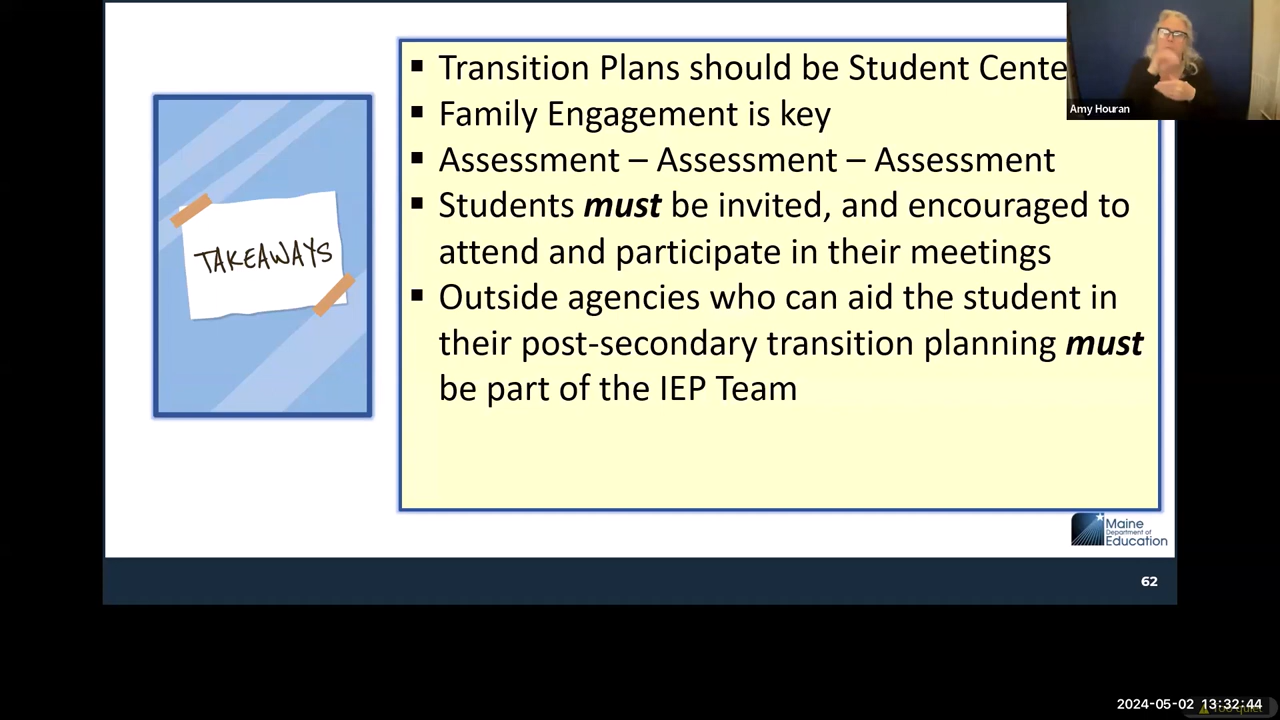 Transition Plans should be Student
Amy Houran
Family Engagement is key
Assessment – Assessment – Assessment
Students must be invited, and encouraged to
attend and participate in their meetings
Outside agencies who can aid the student in
their post-secondary transition planning must
be part of the IEP Team
TAKEAWAYS
Maine
Department of
Education
62
2024-05-02 13:32:44